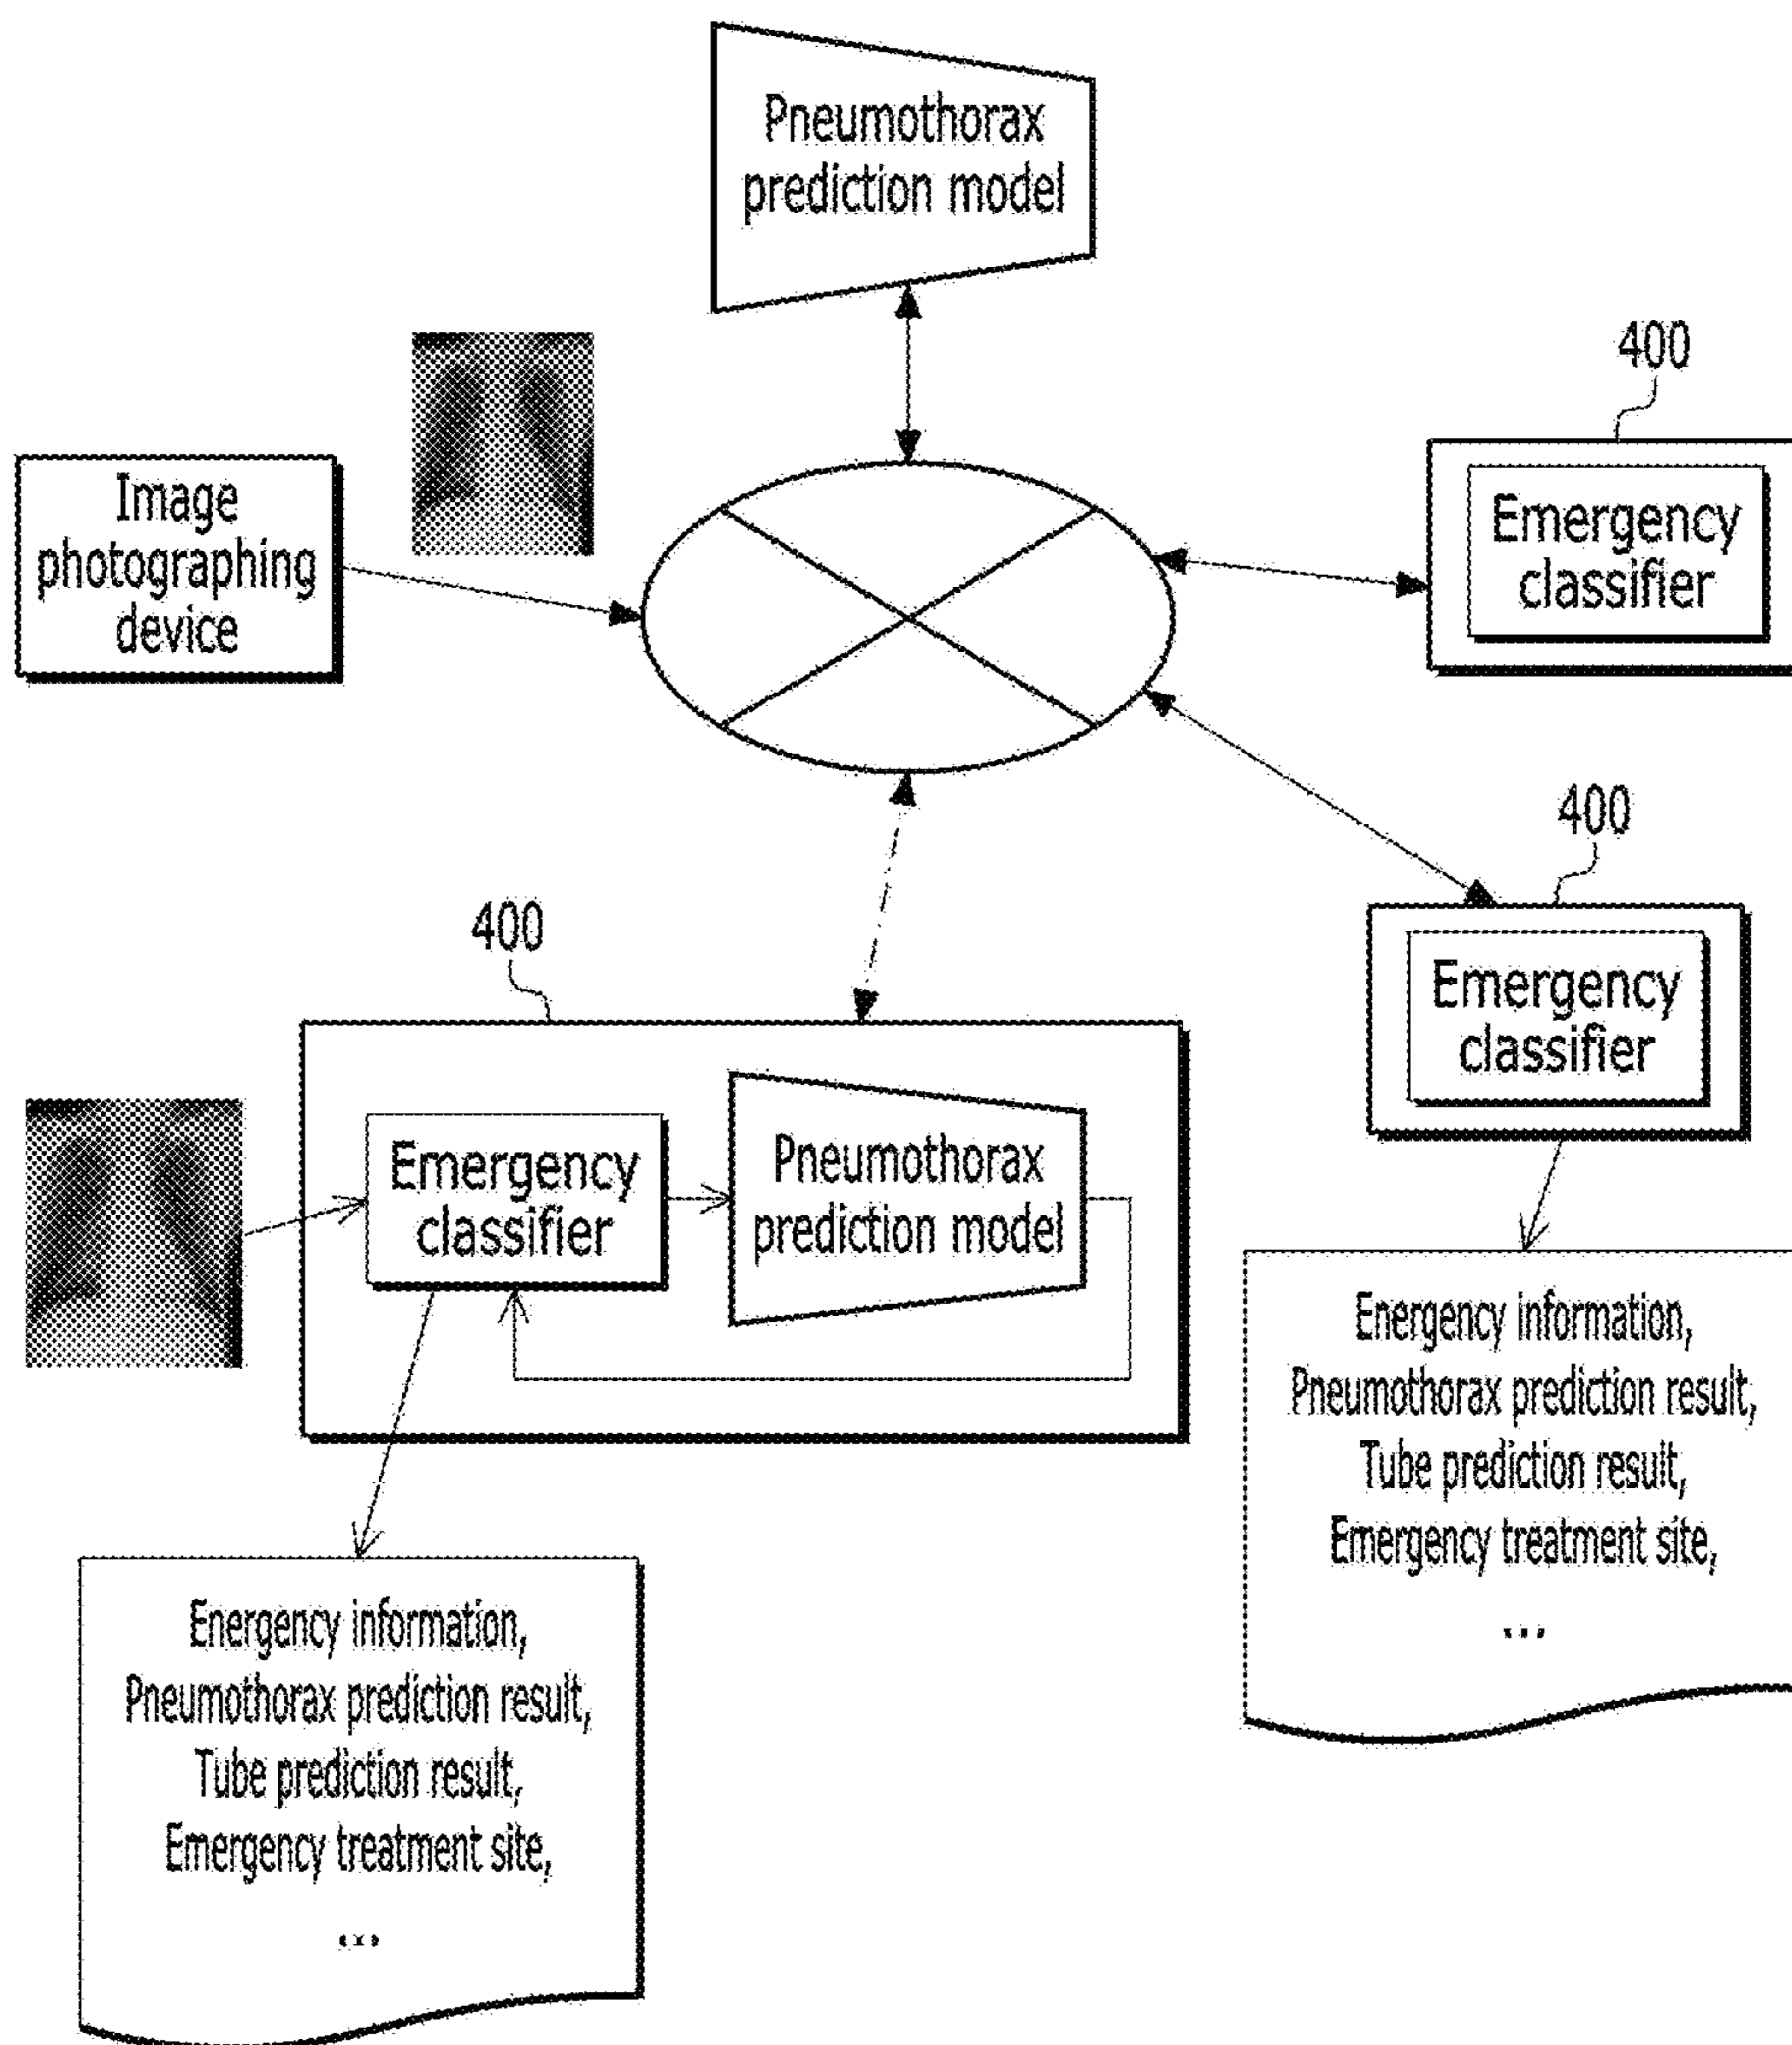 Pneumothorax
prediction model
400
Image
photographing
device
Emergency
classifier
400
Emergency
classifier
400
Emergency
classifier
Pneumothorax
prediction model
Energency information,
Pneumothorax prediction result,
Tube prediction result,
Emergency treatment site,
...
Energency information,
Pneumothorax prediction result,
Tube prediction result,
Emergency treatment site,
...